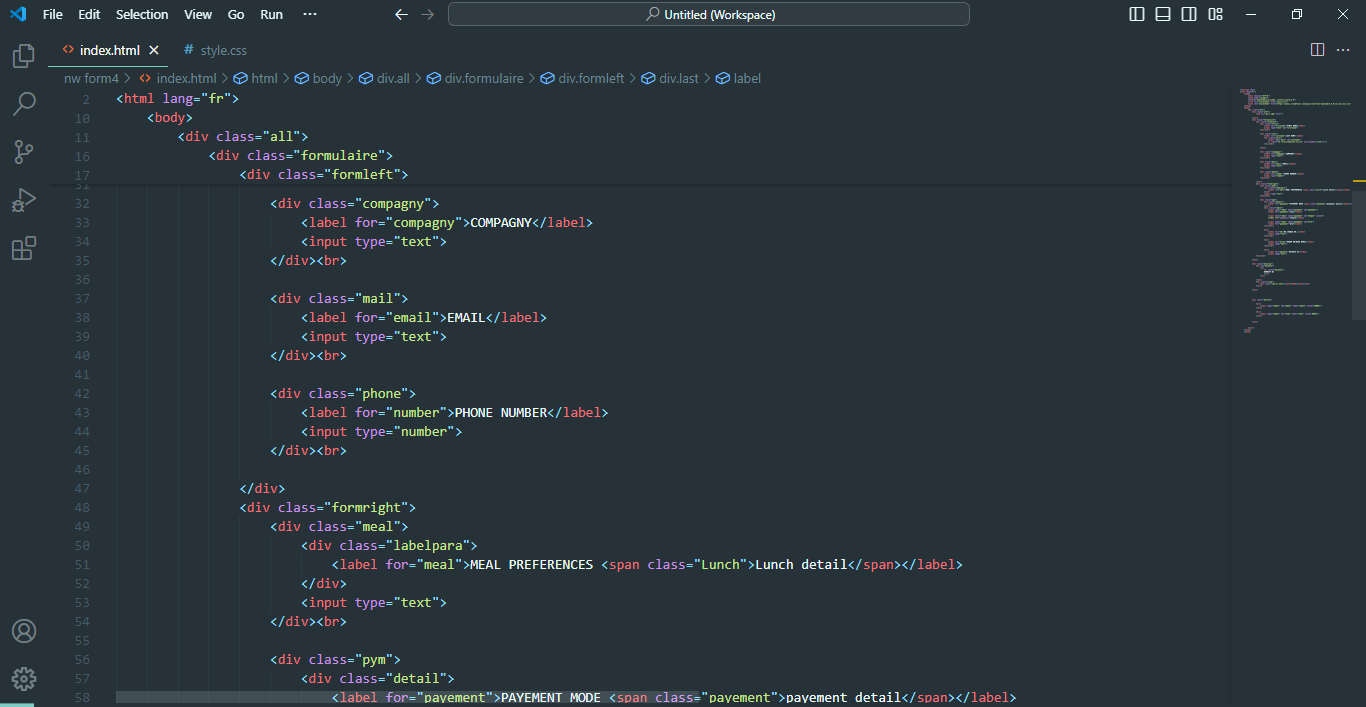 File Edit Selection View Go Run ··· Untitled (Workspace)
index.html style.css
nw form4 > index.html > html > body > div.all > div.formulaire > div.formleft > div.last > label
2 <html lang="fr">
10 <body>
11 <div class="all">
16 <div class="formulaire">
17 <div class="formleft">
31
32 <div class="compagny">
33 <label for="compagny">COMPAGNY</label>
34 <input type="text">
35 </div><br>
36
37 <div class="mail">
38 <label for="email">EMAIL</label>
39 <input type="text">
40 </div><br>
41
42 <div class="phone">
43 <label for="number">PHONE NUMBER</label>
44 <input type="number">
45 </div><br>
46
47 </div>
48 <div class="formright">
49 <div class="meal">
50 <div class="labelpara">
51 <label for="meal">MEAL PREFERENCES <span class="Lunch">Lunch detail</span></label>
52 </div>
53 <input type="text">
54 </div><br>
55
56 <div class="pym">
57 <div class="detail">
58 <label for="payement">PAYEMENT MODE <span class="payement">payement detail</span></label>